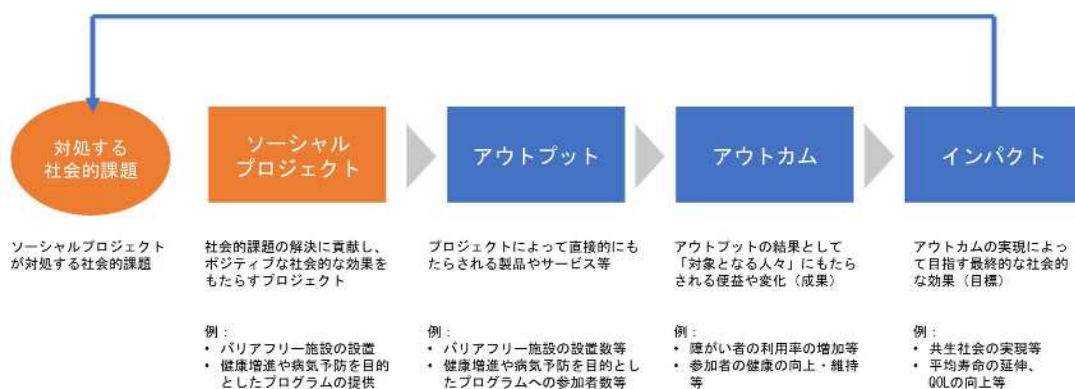 対処する
社会的課題
ソーシャル
プロジェクト
アウトプット
アウトカム
インパクト
ソーシャルプロジェクト
が対処する社会的課題
社会的課題の解決に貢献し、
ポジティブな社会的な効果を
もたらすプロジェクト
プロジェクトによって直接的にも
たらされる製品やサービス等
アウトプットの結果として
「対象となる人々」にもたら
される便益や変化（成果）
アウトカムの実現によっ
て目指す最終的な社会的
な効果（目標）
例：
• バリアフリー施設の設置
• 健康増進や病気予防を目的
としたプログラムの提供
例：
• バリアフリー施設の設置数等
• 健康増進や病気予防を目的とし
たプログラムへの参加者数等
例：
• 障がい者の利用率の増加等
• 参加者の健康の向上・維持
等
例：
• 共生社会の実現等
• 平均寿命の延伸、
QOLの向上等